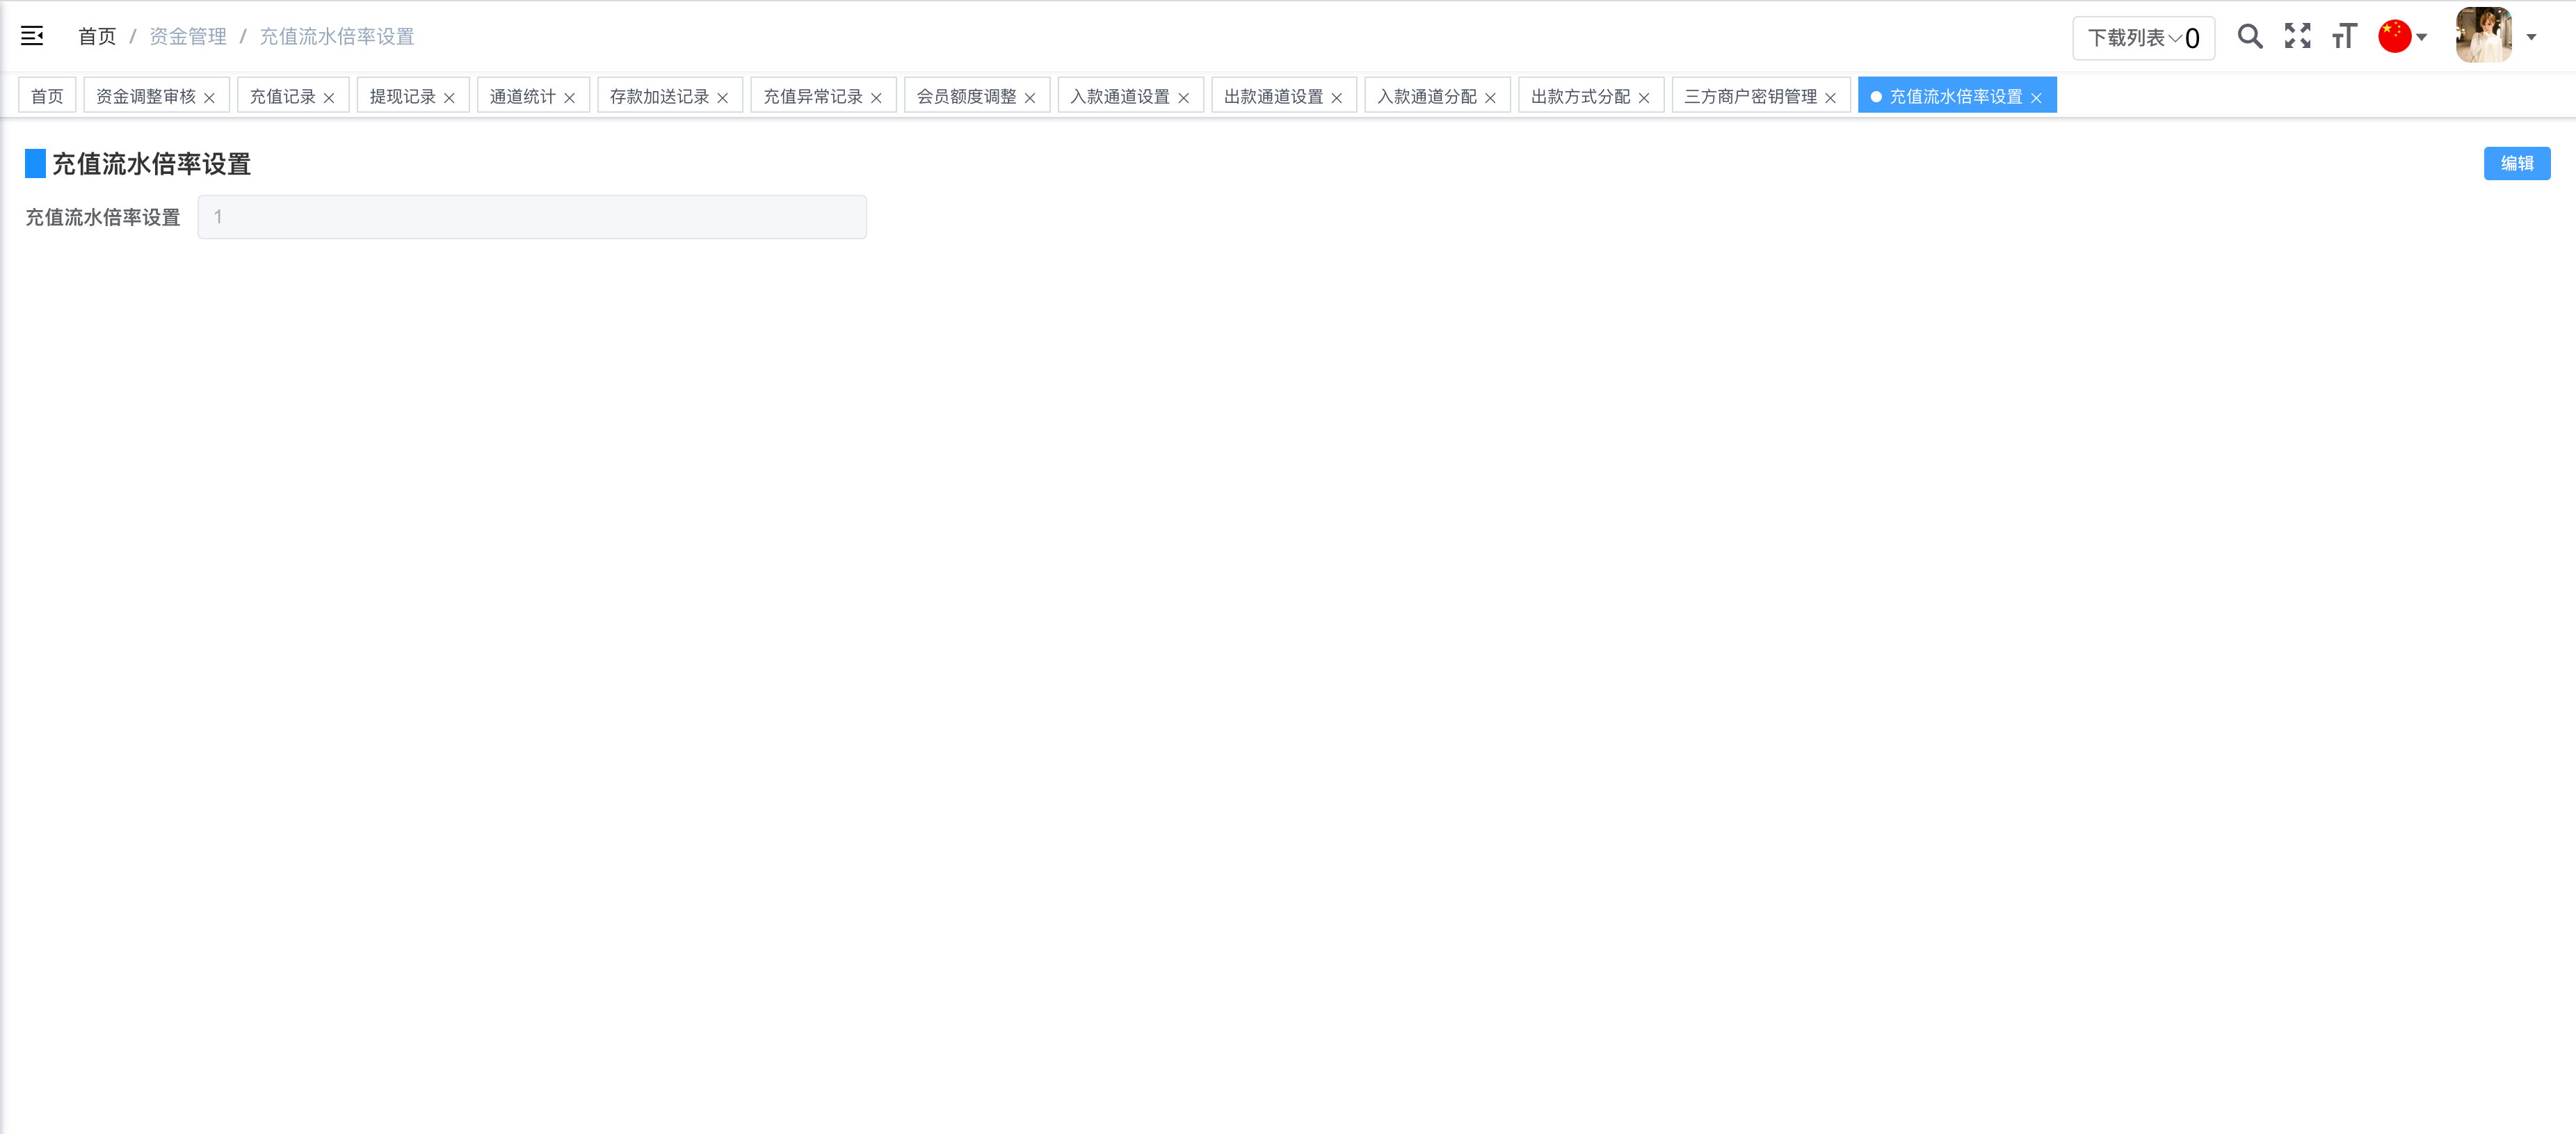 首页 / 资金管理 / 充值流水倍率设置
下载列表 0
首页 资金调整审核 充值记录 提现记录 通道统计 存款加送记录 充值异常记录 会员额度调整 入款通道设置 出款通道设置 入款通道分配 出款方式分配 三方商户密钥管理 充值流水倍率设置
充值流水倍率设置
编辑
充值流水倍率设置 1